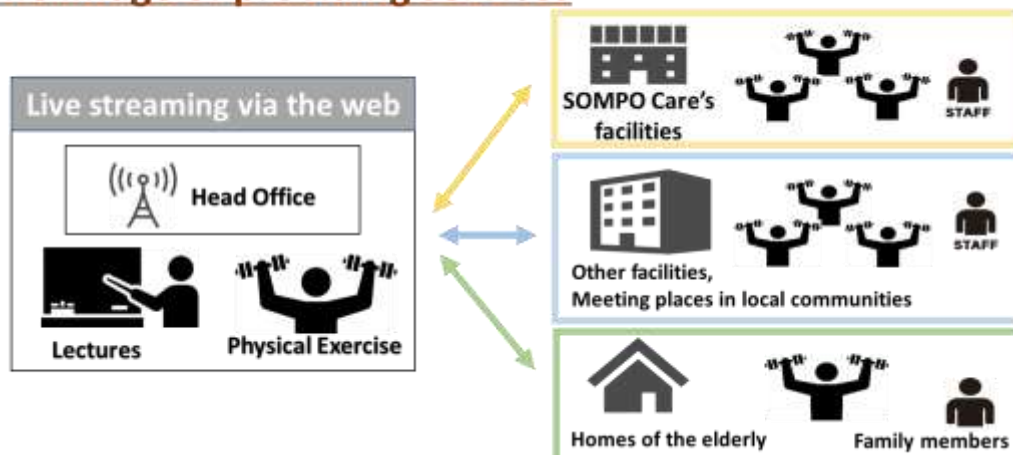 Live streaming via the web
Head Office
Lectures
Physical Exercise
SOMPO Care's
facilities
STAFF
Other facilities,
Meeting places in local communities
STAFF
Homes of the elderly
Family members